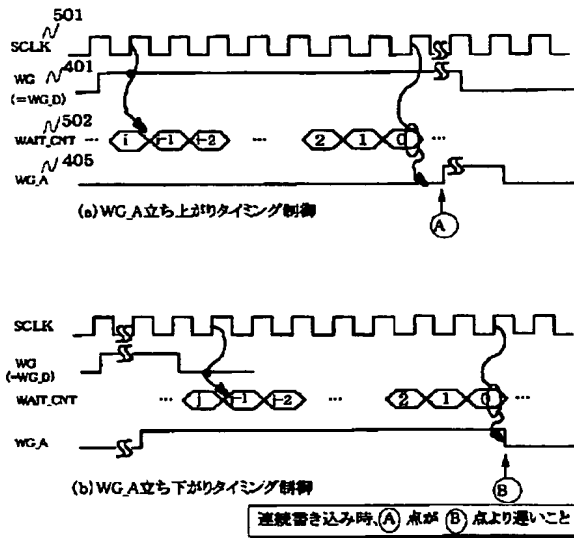 501
SCLK
WG 401
(=WG_D)
502
WAIT_CNT ... i i-1 i-2 ... 2 1 0 ...
405
WG_A
(a) WG_A立ち上がりタイミング制御
A
SCLK
WG
(=WG_D)
WAIT_CNT ... j j-1 j-2 ... 2 1 0 ...
WG_A
(b) WG_A立ち下がりタイミング制御
B
連続書き込み時、A 点が B 点より遅いこと